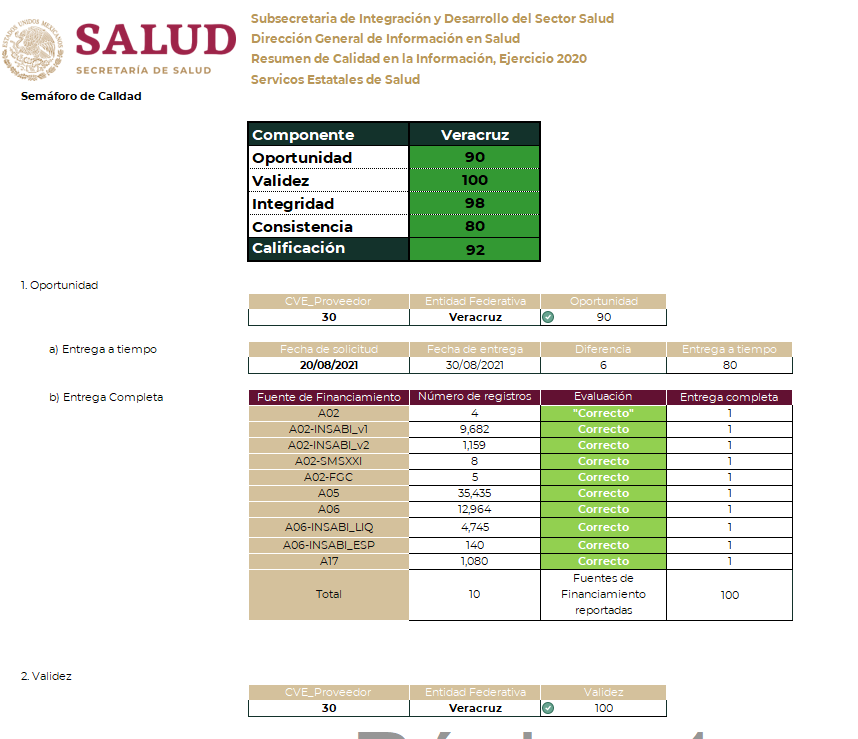 ESTADOS UNIDOS MEXICANOS
SALUD
SECRETARÍA DE SALUD
Subsecretaria de Integración y Desarrollo del Sector Salud
Dirección General de Información en Salud
Resumen de Calidad en la Información, Ejercicio 2020
Servicos Estatales de Salud
Semáforo de Calidad
Componente Veracruz
Oportunidad 90
Validez 100
Integridad 98
Consistencia 80
Calificación 92
1. Oportunidad
CVE_Proveedor Entidad Federativa Oportunidad
30 Veracruz 90
a) Entrega a tiempo
Fecha de solicitud Fecha de entrega Diferencia Entrega a tiempo
20/08/2021 30/08/2021 6 80
b) Entrega Completa
Fuente de Financiamiento Número de registros Evaluación Entrega completa
A02 4 "Correcto" 1
A02-INSABI_v1 9,682 Correcto 1
A02-INSABI_v2 1,159 Correcto 1
A02-SMSXXI 8 Correcto 1
A02-FGC 5 Correcto 1
A05 35,435 Correcto 1
A06 12,964 Correcto 1
A06-INSABI_LIQ 4,745 Correcto 1
A06-INSABI_ESP 140 Correcto 1
A17 1,080 Correcto 1
Total 10 Fuentes de Financiamiento reportadas 100
2. Validez
CVE_Proveedor Entidad Federativa Validez
30 Veracruz 100